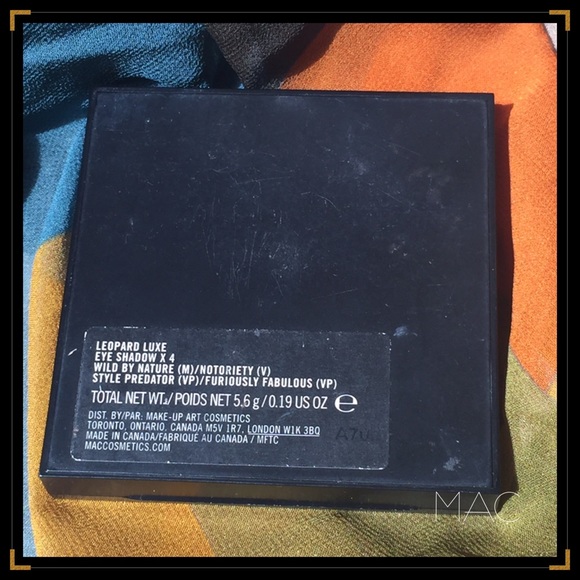 LEOPARD LUXE
EYE SHADOW X 4
WILD BY NATURE (M)/NOTORIETY (V)
STYLE PREDATOR (VP)/FURIOUSLY FABULOUS (VP)
TOTAL NET WT./ POIDS NET 5.6 g / 0.19 US OZ ℮
DIST. BY/PAR: MAKE-UP ART COSMETICS
TORONTO, ONTARIO, CANADA M5V 1R7, LONDON W1K 3BQ
MADE IN CANADA/FABRIQUÉ AU CANADA / MFTC
MACCOSMETICS.COM
MAC